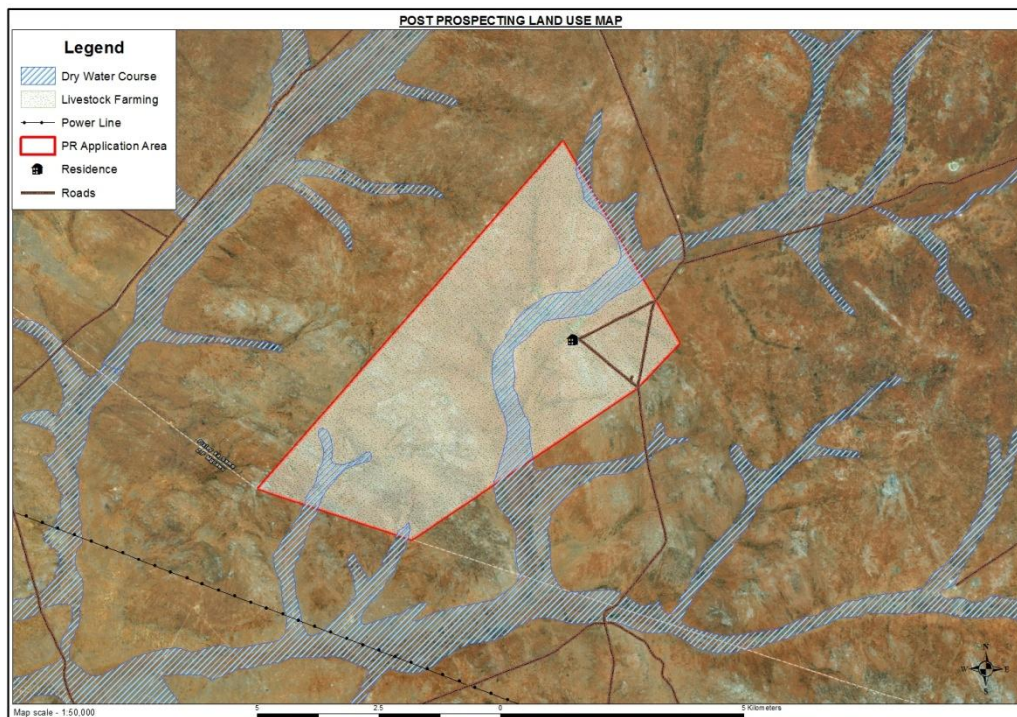 POST PROSPECTING LAND USE MAP
Legend
Dry Water Course
Livestock Farming
Power Line
PR Application Area
Residence
Roads
N
W E
S
Map scale - 1:50,000
5 2.5 0 5 Kilometers